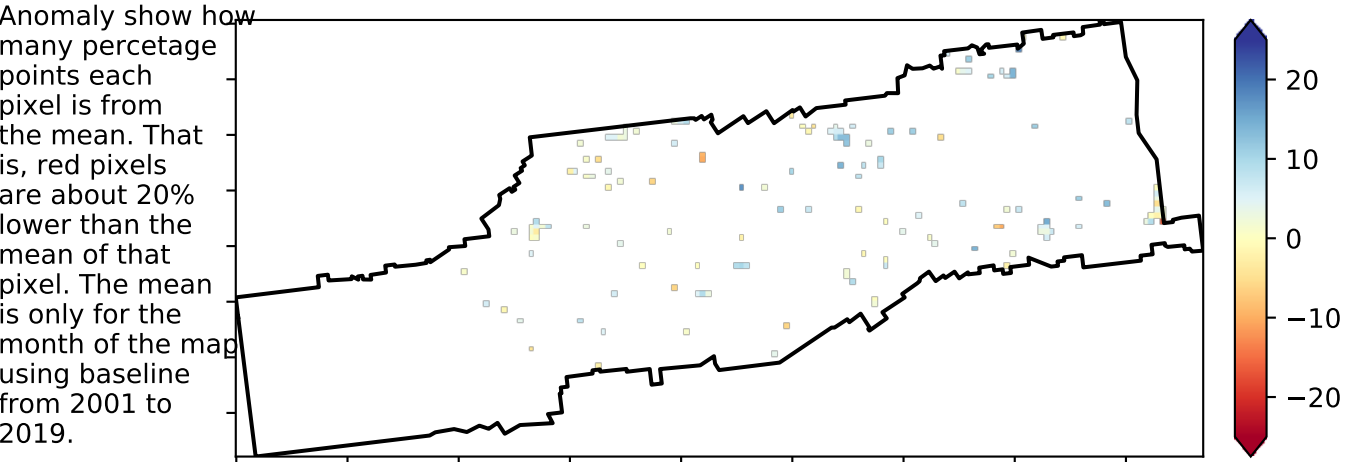 Anomaly show how
many percetage
points each
pixel is from
the mean. That
is, red pixels
are about 20%
lower than the
mean of that
pixel. The mean
is only for the
month of the map
using baseline
from 2001 to
2019.
20
10
0
−10
−20